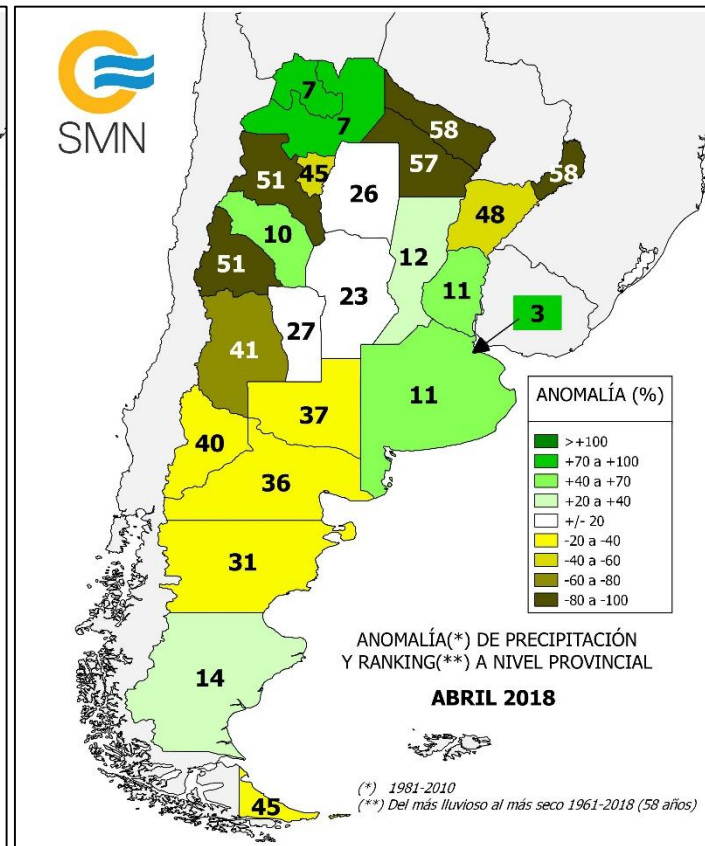 SMN
7
7
58
57
58
45
51
26
48
10
12
51
11
3
23
27
41
11
37
40
36
31
14
45
ANOMALÍA (%)
>+100
+70 a +100
+40 a +70
+20 a +40
+/- 20
-20 a -40
-40 a -60
-60 a -80
-80 a -100
ANOMALÍA(*) DE PRECIPITACIÓN
Y RANKING(**) A NIVEL PROVINCIAL
ABRIL 2018
(*) 1981-2010
(**) Del más lluvioso al más seco 1961-2018 (58 años)